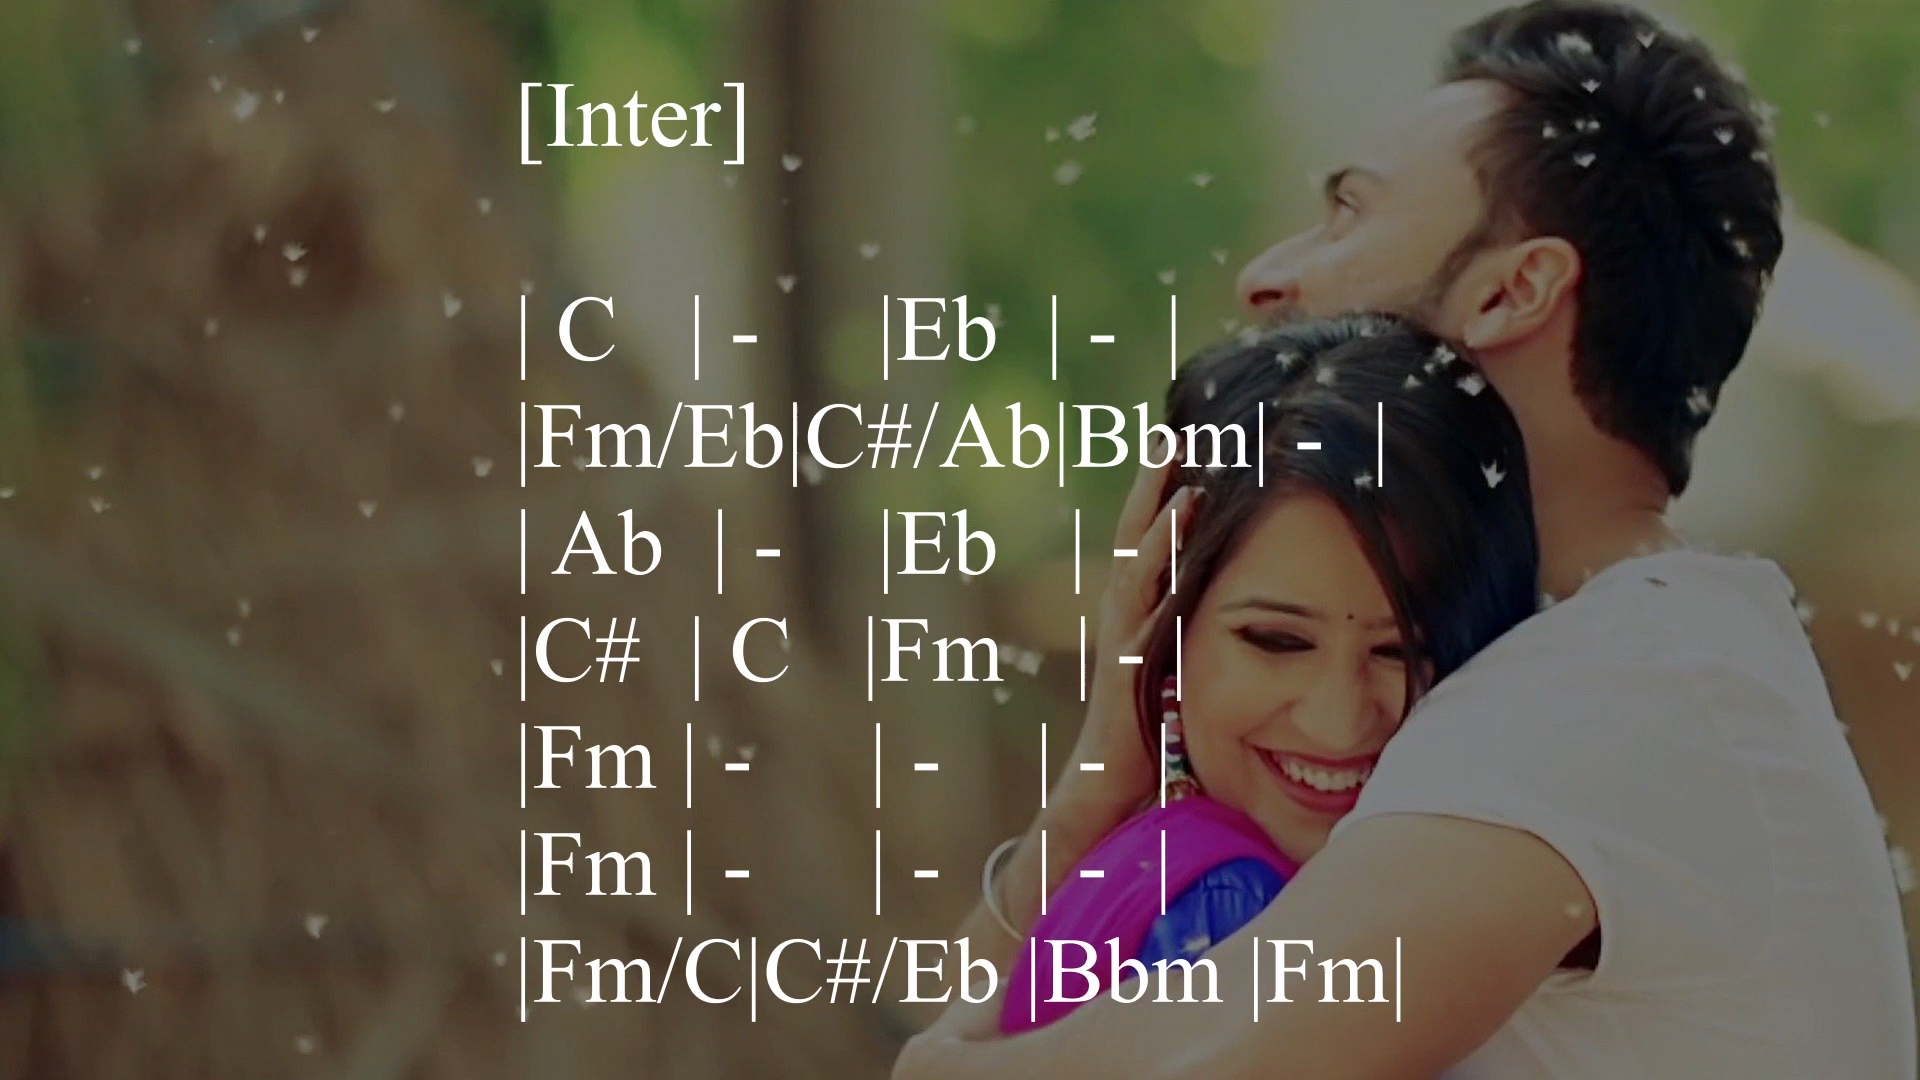 [Inter]
| C | - |Eb | - |
|Fm/Eb|C#/Ab|Bbm| - |
| Ab | - |Eb | - |
|C# | C |Fm | - |
|Fm | - | - | - |
|Fm | - | - | - |
|Fm/C|C#/Eb |Bbm |Fm|